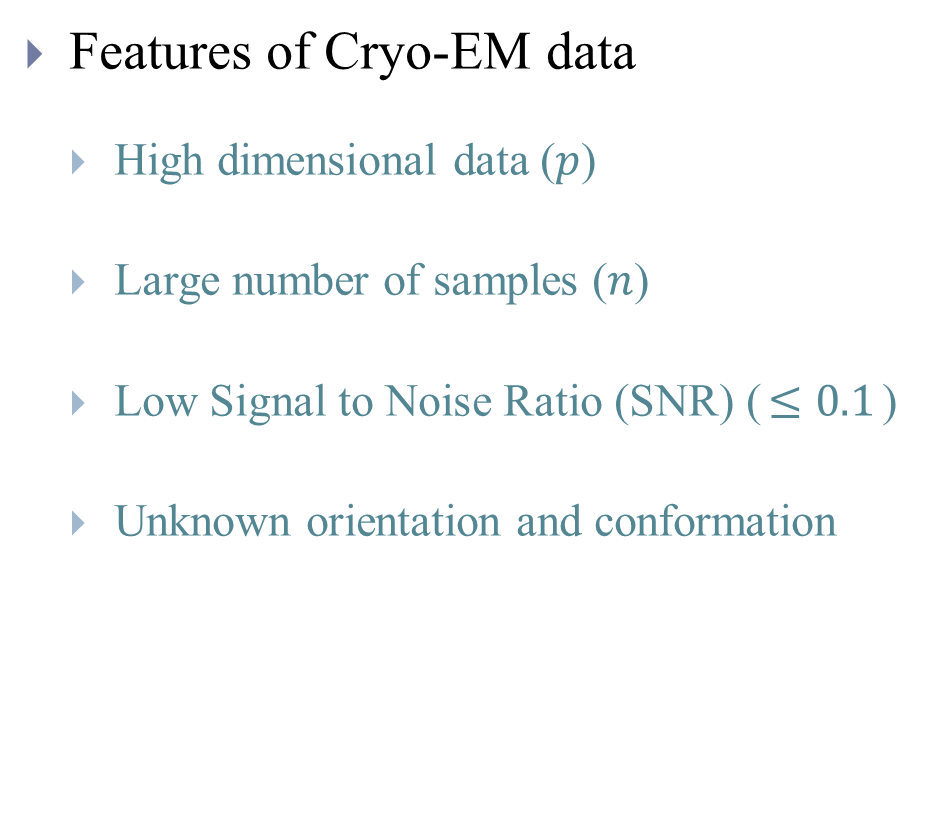 Features of Cryo-EM data
High dimensional data (p)
Large number of samples (n)
Low Signal to Noise Ratio (SNR) ( ≤ 0.1 )
Unknown orientation and conformation